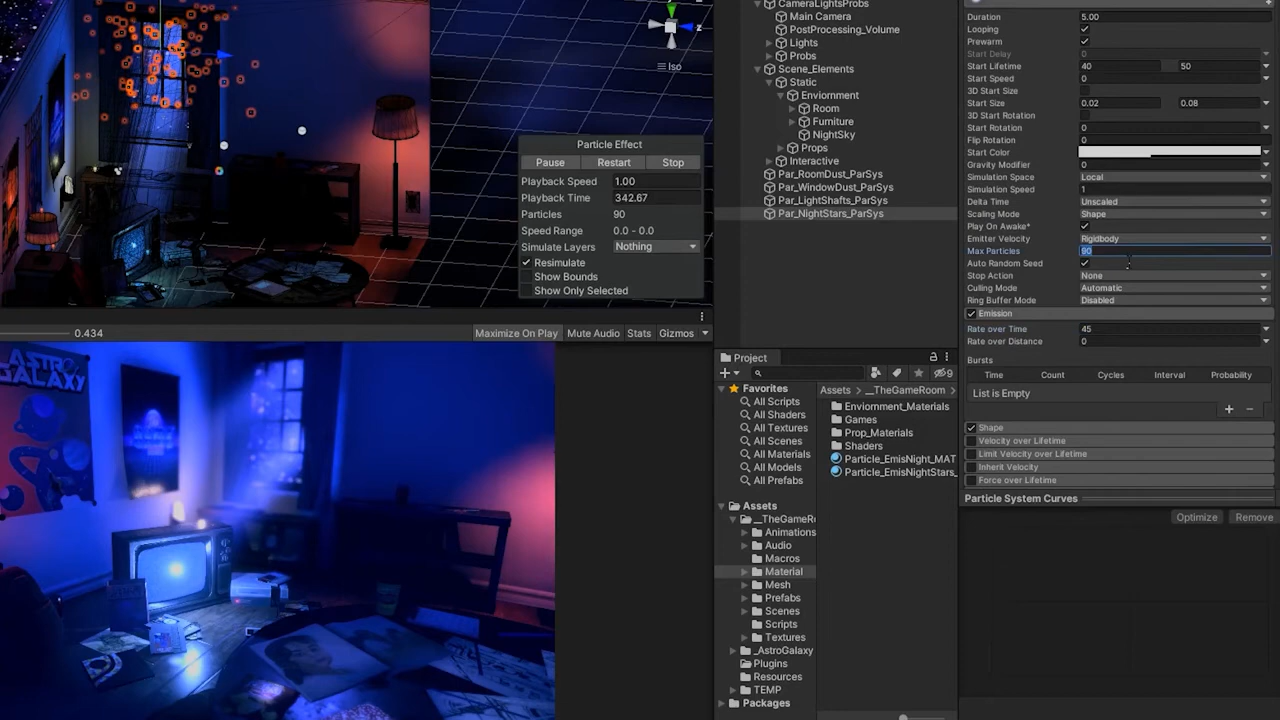 z
Iso
Particle Effect
Pause Restart Stop
Playback Speed 1.00
Playback Time 342.67
Particles 90
Speed Range 0.0 - 0.0
Simulate Layers Nothing
Resimulate
Show Bounds
Show Only Selected
0.434 Maximize On Play Mute Audio Stats Gizmos
ASTRO
GALAXY
CameraLightsProbs
Main Camera
PostProcessing_Volume
Lights
Probs
Scene_Elements
Static
Enviornment
Room
Furniture
NightSky
Props
Interactive
Par_RoomDust_ParSys
Par_WindowDust_ParSys
Par_LightShafts_ParSys
Par_NightStars_ParSys
Project
9
Favorites
All Scripts
All Shaders
All Textures
All Scenes
All Materials
All Models
All Prefabs
Assets
__TheGameR
Animations
Audio
Macros
Material
Mesh
Prefabs
Scenes
Scripts
Textures
_AstroGalaxy
Plugins
Resources
TEMP
Packages
Assets > __TheGameRoom >
Enviornment_Materials
Games
Prop_Materials
Shaders
Particle_EmisNight_MAT
Particle_EmisNightStars_
Duration 5.00
Looping
Prewarm
Start Delay 0
Start Lifetime 40 50
Start Speed 0
3D Start Size
Start Size 0.02 0.08
3D Start Rotation
Start Rotation 0
Flip Rotation 0
Start Color
Gravity Modifier 0
Simulation Space Local
Simulation Speed 1
Delta Time Unscaled
Scaling Mode Shape
Play On Awake*
Emitter Velocity Rigidbody
Max Particles 90
Auto Random Seed
Stop Action None
Culling Mode Automatic
Ring Buffer Mode Disabled
Emission
Rate over Time 45
Rate over Distance 0
Bursts
Time Count Cycles Interval Probability
List is Empty
Shape
Velocity over Lifetime
Limit Velocity over Lifetime
Inherit Velocity
Force over Lifetime
Particle System Curves
Optimize Remove